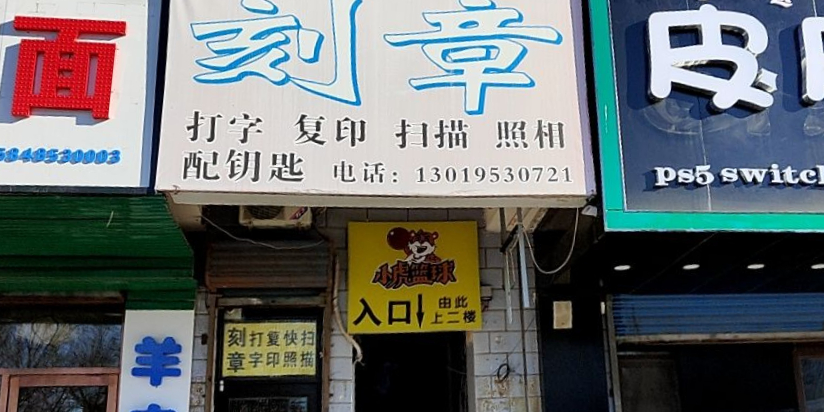 面
5848530003
刻章
打字 复印 扫描 照相
配钥匙 电话：13019530721
皮
ps5 switch
小虎篮球
入口↓ 由此上二楼
刻章 打字 复印 快照 扫描
羊